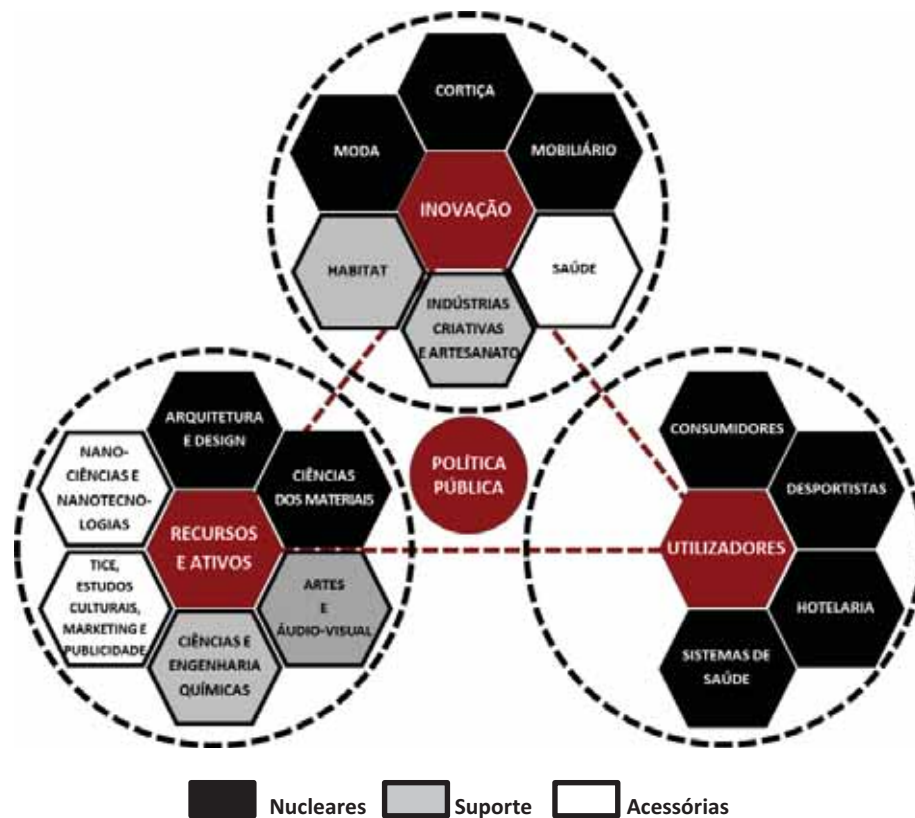 CORTIÇA
MODA
MOBILIÁRIO
INOVAÇÃO
HABITAT
SAÚDE
INDÚSTRIAS
CRIATIVAS
E ARTESANATO
ARQUITETURA
E DESIGN
NANO-
CIÊNCIAS E
NANOTECNO-
LOGIAS
CIÊNCIAS
DOS MATERIAIS
RECURSOS
E ATIVOS
TICE,
ESTUDOS
CULTURAIS,
MARKETING E
PUBLICIDADE
ARTES
E
ÁUDIO-VISUAL
CIÊNCIAS E
ENGENHARIA
QUÍMICAS
POLÍTICA
PÚBLICA
CONSUMIDORES
DESPORTISTAS
UTILIZADORES
HOTELARIA
SISTEMAS DE
SAÚDE
Nucleares
Suporte
Acessórias